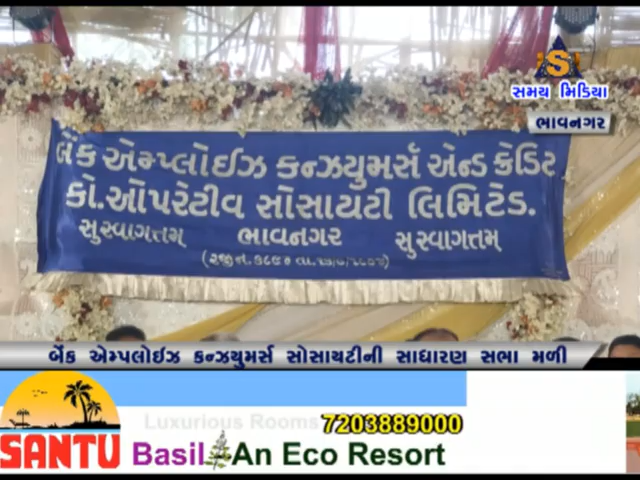 S
સમય મિડિયા
ભાવનગર
બેંક એમ્પ્લોઈઝ કન્ઝયુમર્સ એન્ડ ક્રેડિટ
કો.ઓપરેટીવ સોસાયટી લિમિટેડ.
સુસ્વાગતમ્ ભાવનગર સુસ્વાગતમ્
બેંક એમ્પલોઈઝ કન્ઝયુમર્સ સોસાયટીની સાધારણ સભા મળી
Luxurious Rooms 7203889000
SANTU Basil An Eco Resort